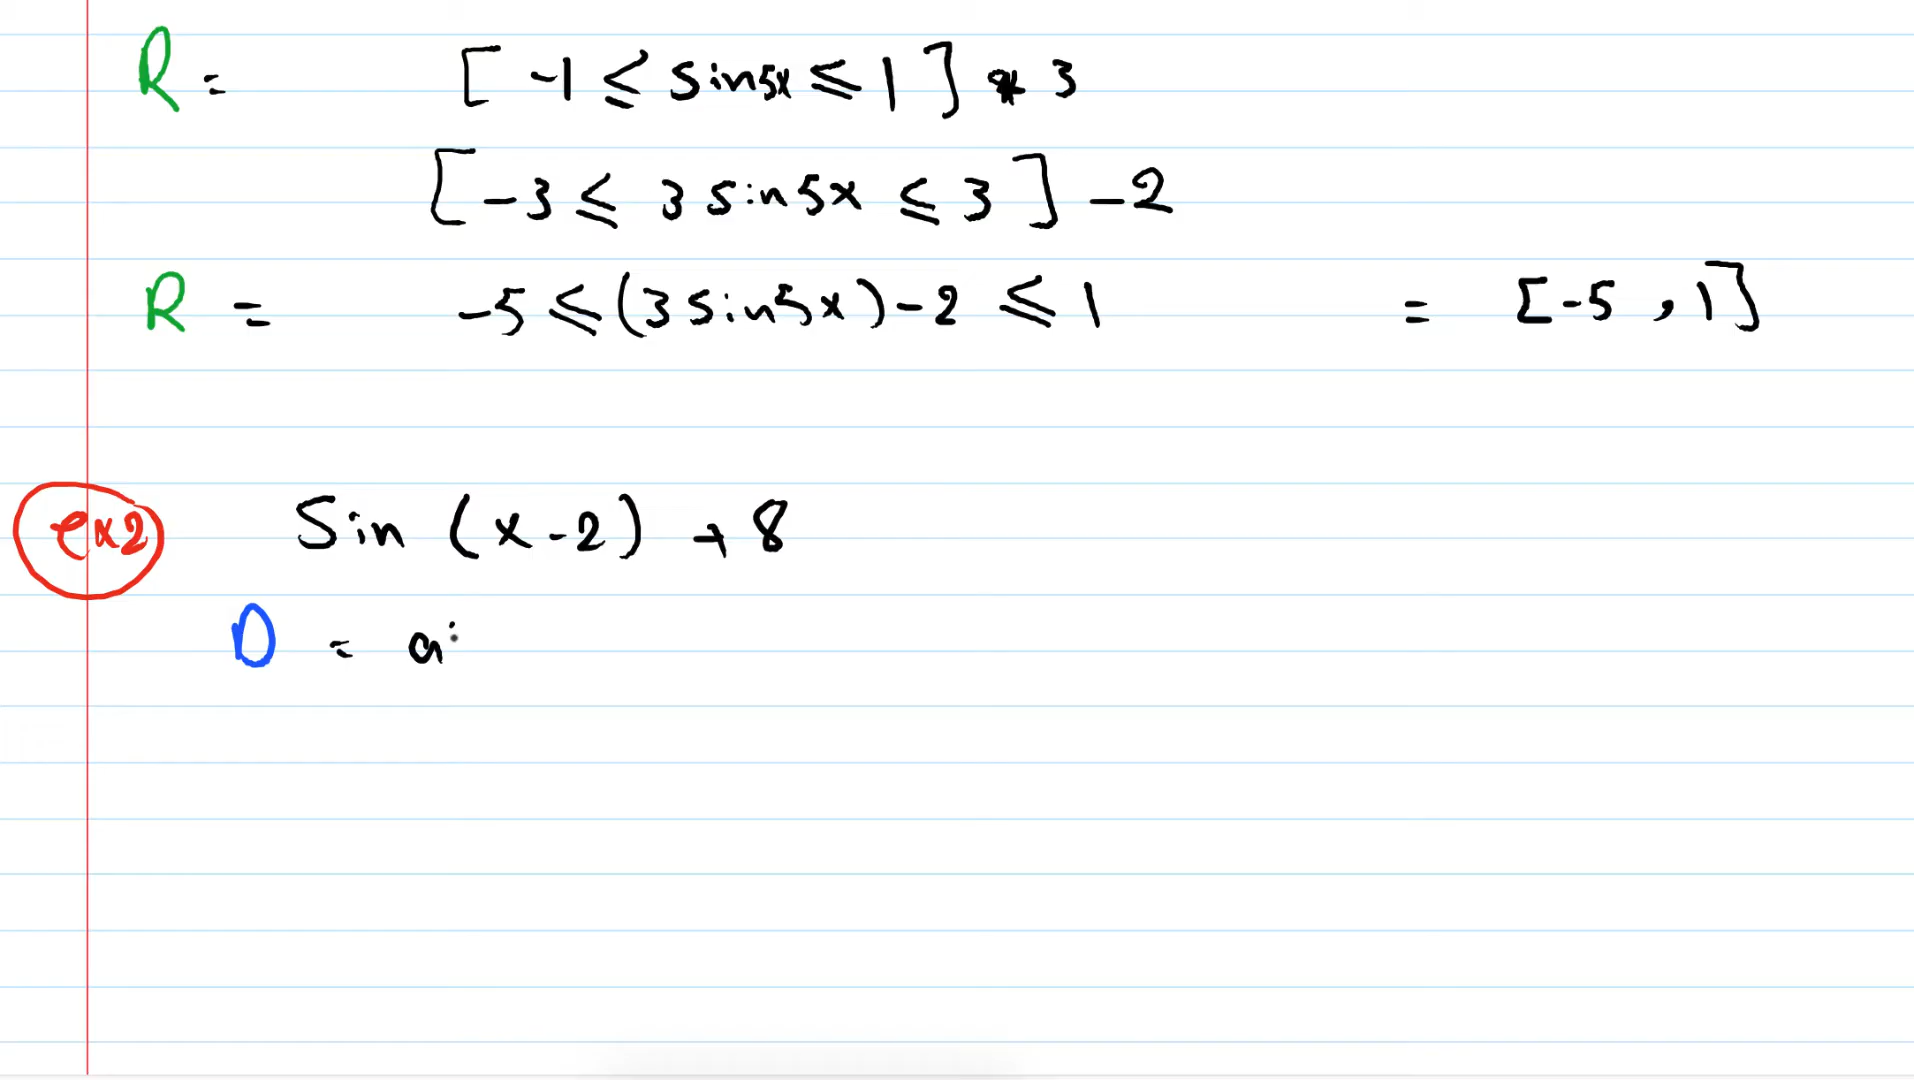 R = [ -1 ≤ sin5x ≤ 1 ] * 3
[ -3 ≤ 3 sin5x ≤ 3 ] - 2
R = -5 ≤ (3 sin5x) - 2 ≤ 1 = [-5 , 1]
ex2 Sin (x-2) + 8
D = a